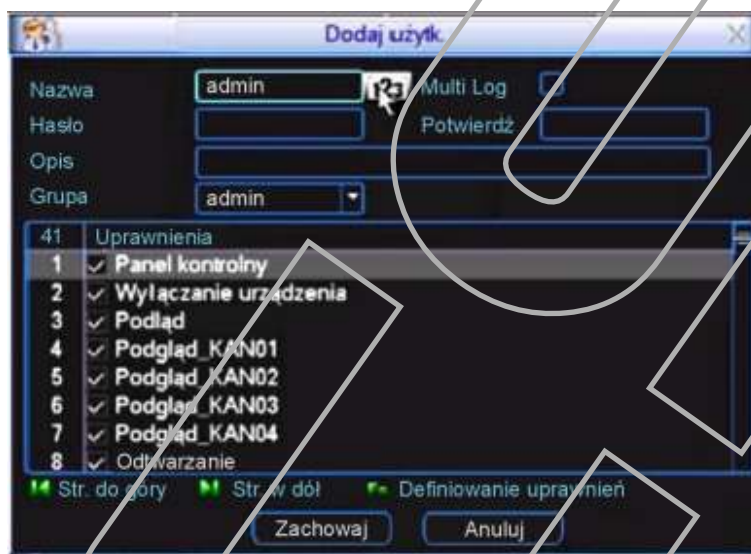 Dodaj użytk.
Nazwa admin 123 Multi Log
Hasło Potwierdź
Opis
Grupa admin
41 Uprawnienia
1 Panel kontrolny
2 Wyłączanie urządzenia
3 Podląd
4 Podgląd_KAN01
5 Podgląd_KAN02
6 Podgląd_KAN03
7 Podgląd_KAN04
8 Odtwarzanie
Str. do góry Str. w dół Definiowanie uprawnień
Zachowaj Anuluj